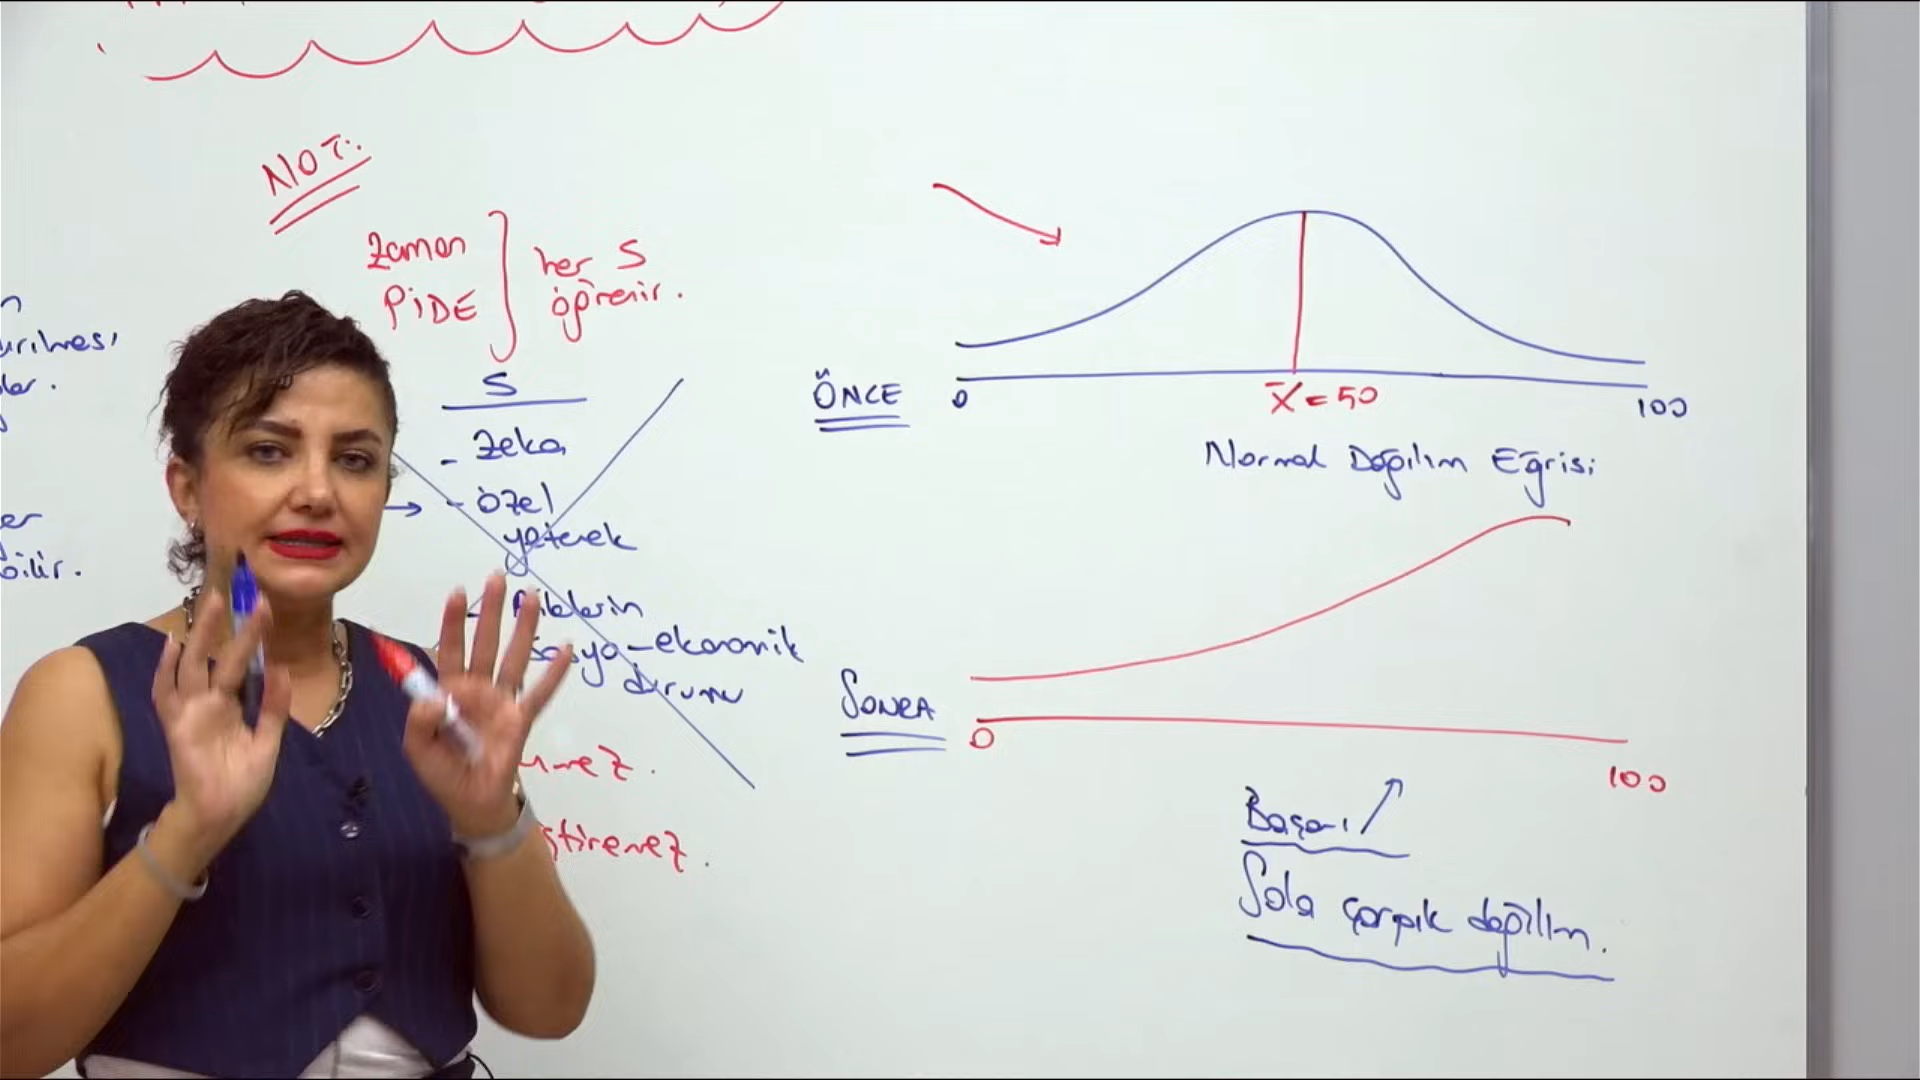 NOT:
zaman
PİDE
her S
öğrenir.
S
- zeka
- özel
yetenek
- Ailelerin
sosyo-ekonomik
durumu
ÖNCE
0
X̄ = 50
100
Normal Dağılım Eğrisi
SONRA
0
100
Başarı
Sola çarpık dağılım.